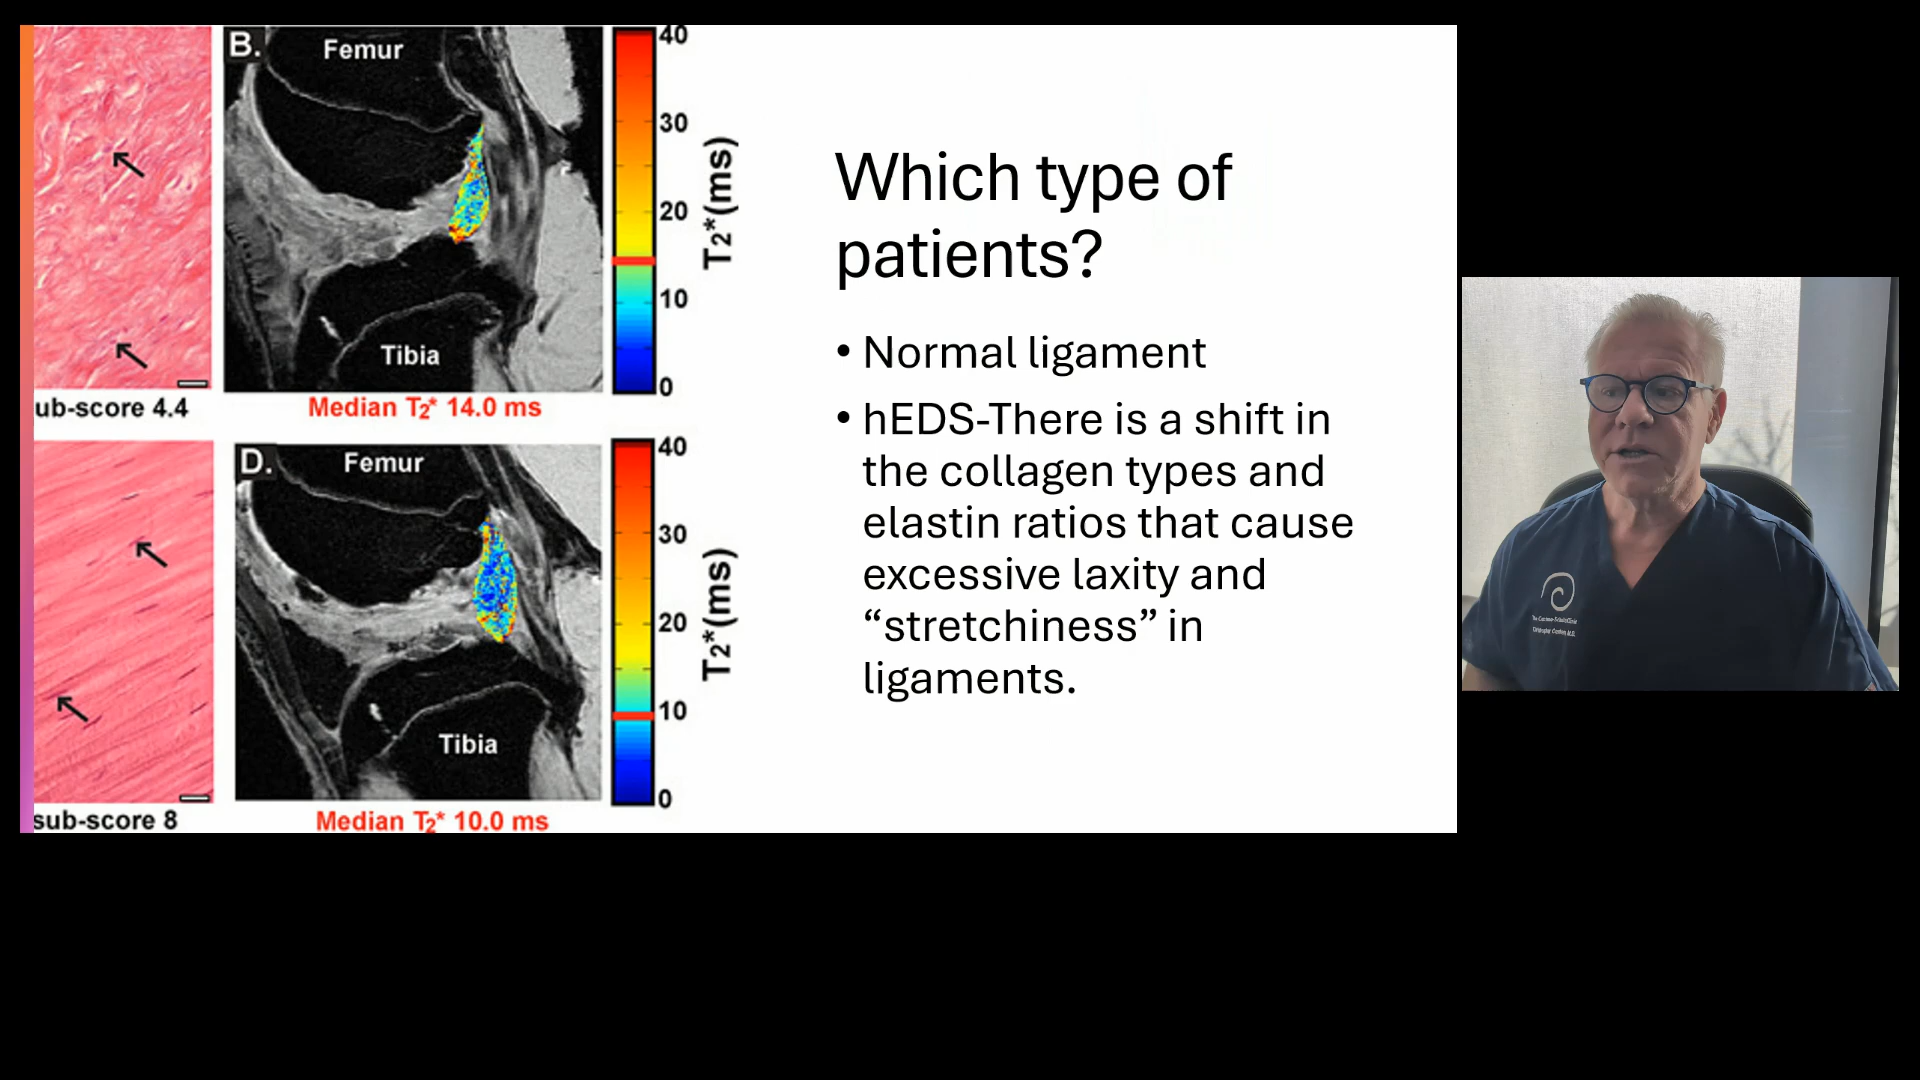 B.
Femur
Tibia
40
30
20
10
0
T2*(ms)
ub-score 4.4
Median T2* 14.0 ms
D.
Femur
Tibia
40
30
20
10
0
T2*(ms)
sub-score 8
Median T2* 10.0 ms
Which type of
patients?
• Normal ligament
• hEDS-There is a shift in
the collagen types and
elastin ratios that cause
excessive laxity and
“stretchiness” in
ligaments.